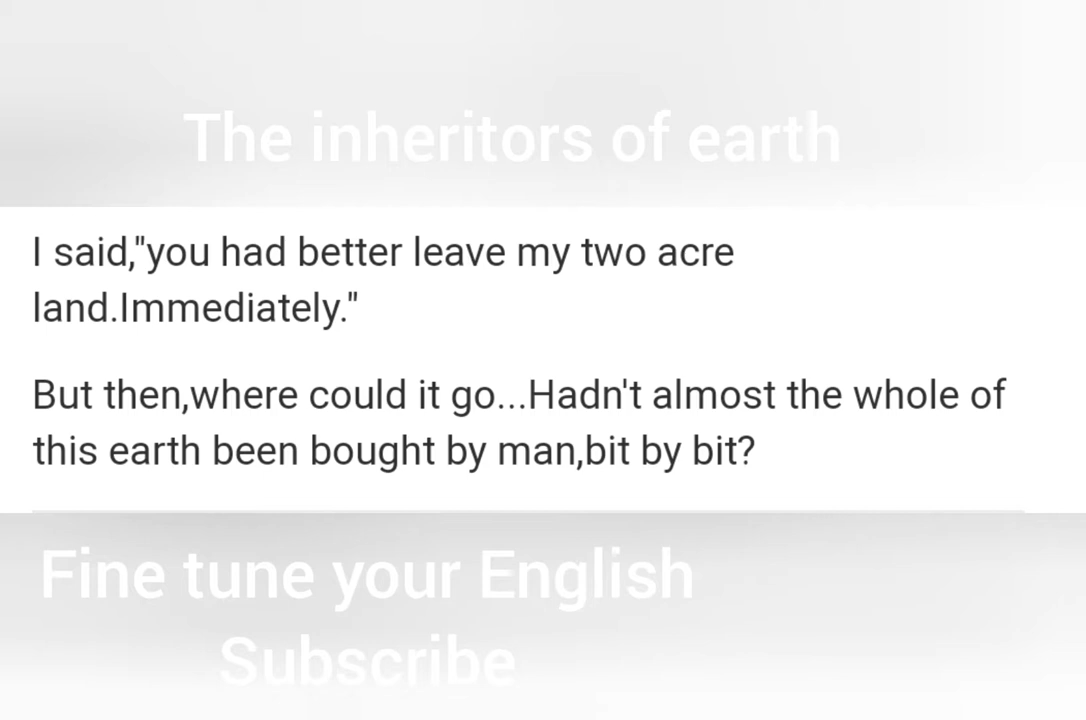 The inheritors of earth
I said,"you had better leave my two acre
land.Immediately."
But then,where could it go...Hadn't almost the whole of
this earth been bought by man,bit by bit?
Fine tune your English
Subscribe